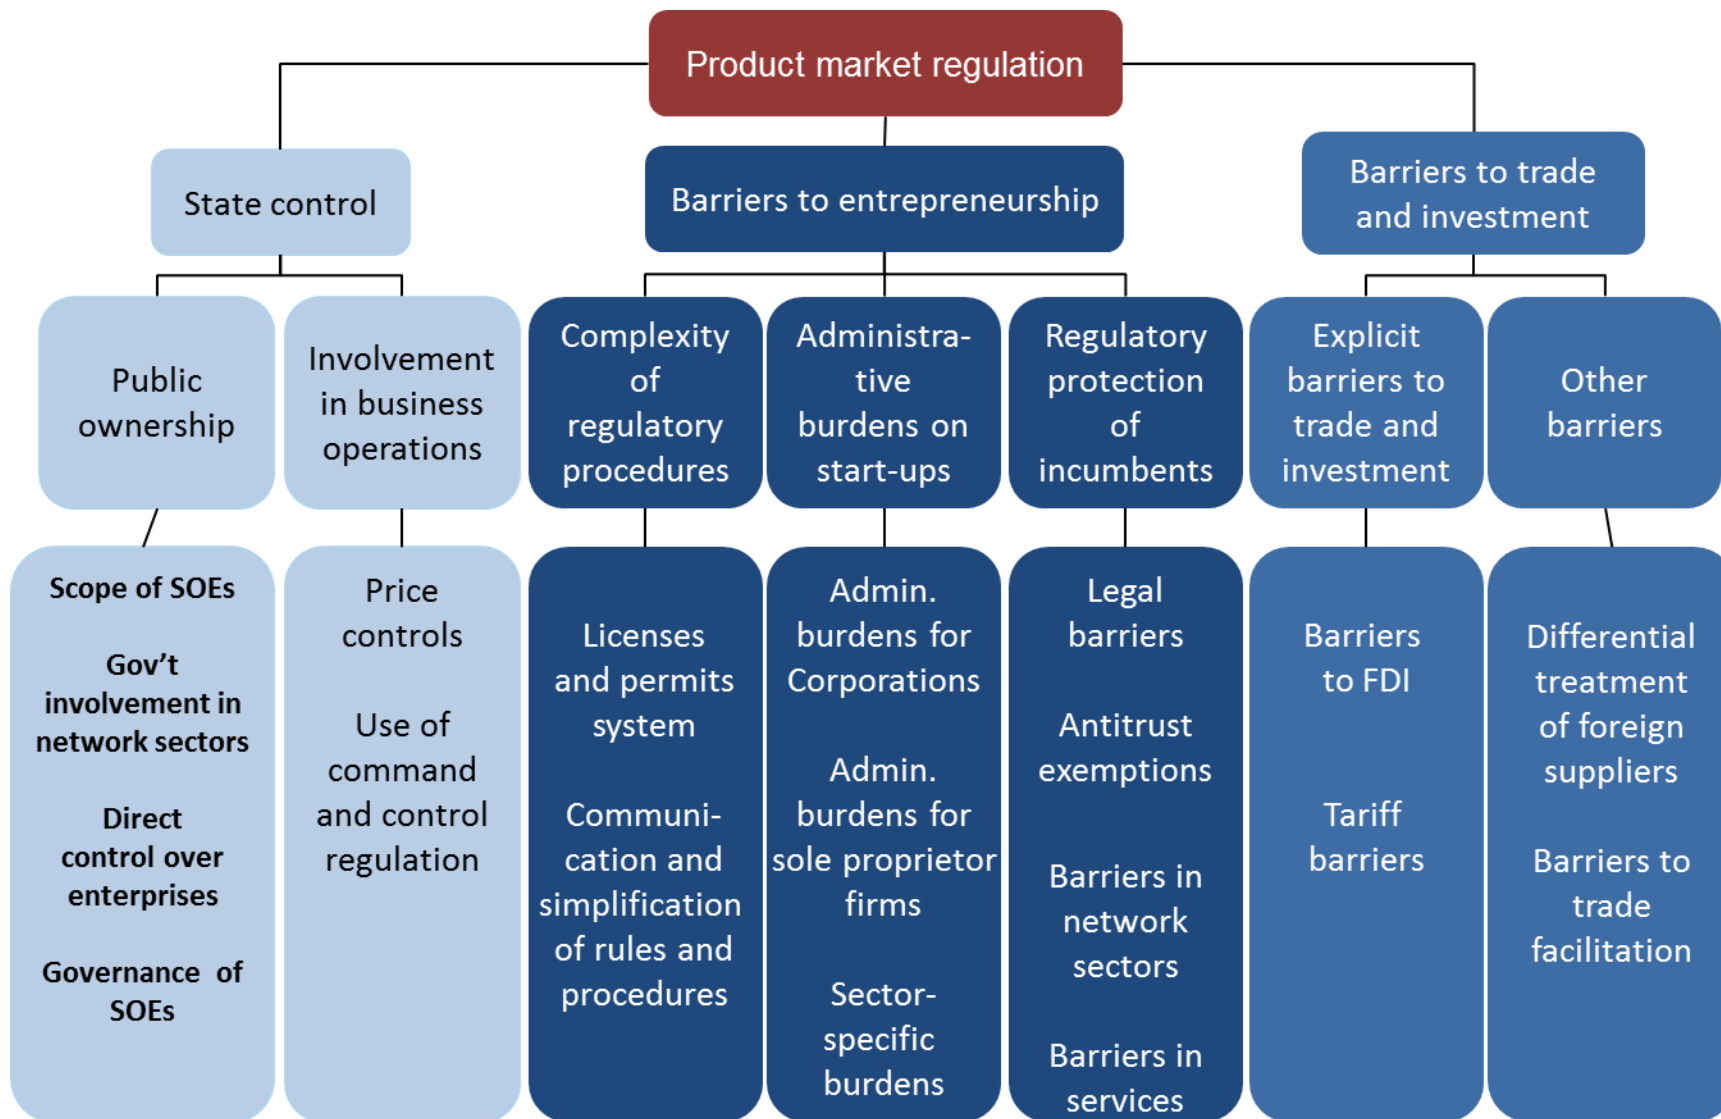 Product market regulation
State control
Barriers to entrepreneurship
Barriers to trade
and investment
Public
ownership
Involvement
in business
operations
Complexity
of
regulatory
procedures
Administra-
tive
burdens on
start-ups
Regulatory
protection
of
incumbents
Explicit
barriers to
trade and
investment
Other
barriers
Scope of SOEs
Gov’t
involvement in
network sectors
Direct
control over
enterprises
Governance of
SOEs
Price
controls
Use of
command
and control
regulation
Licenses
and permits
system
Communi-
cation and
simplification
of rules and
procedures
Admin.
burdens for
Corporations
Admin.
burdens for
sole proprietor
firms
Sector-
specific
burdens
Legal
barriers
Antitrust
exemptions
Barriers in
network
sectors
Barriers in
services
Barriers
to FDI
Tariff
barriers
Differential
treatment
of foreign
suppliers
Barriers to
trade
facilitation